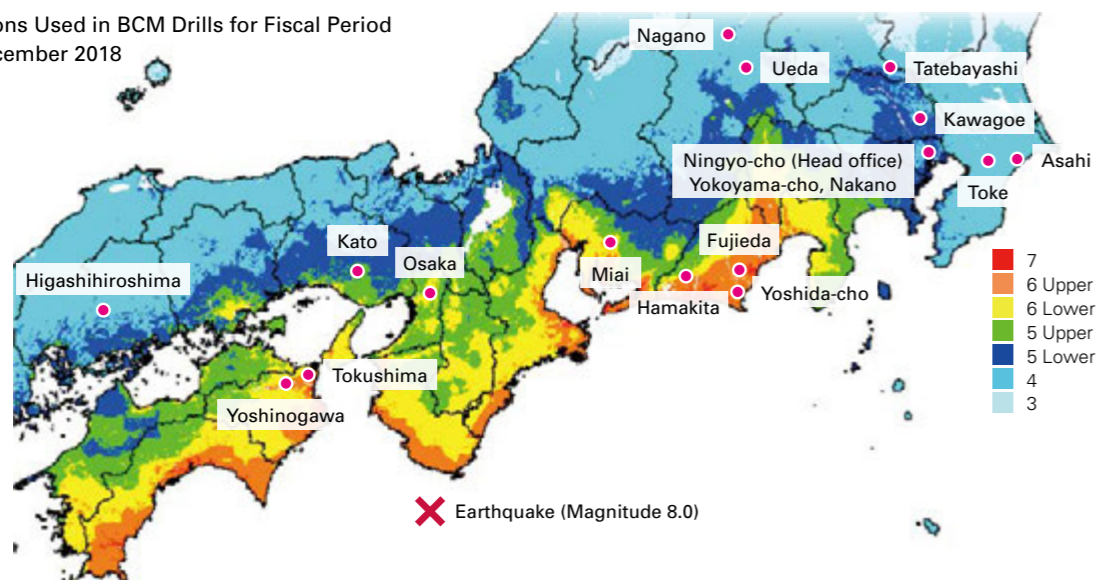 ons Used in BCM Drills for Fiscal Period
cember 2018
Nagano
Ueda
Tatebayashi
Kawagoe
Ningyo-cho (Head office)
Yokoyama-cho, Nakano
Asahi
Toke
Kato
Osaka
Higashihiroshima
Miai
Fujieda
Hamakita
Yoshida-cho
Tokushima
Yoshinogawa
7
6 Upper
6 Lower
5 Upper
5 Lower
4
3
Earthquake (Magnitude 8.0)